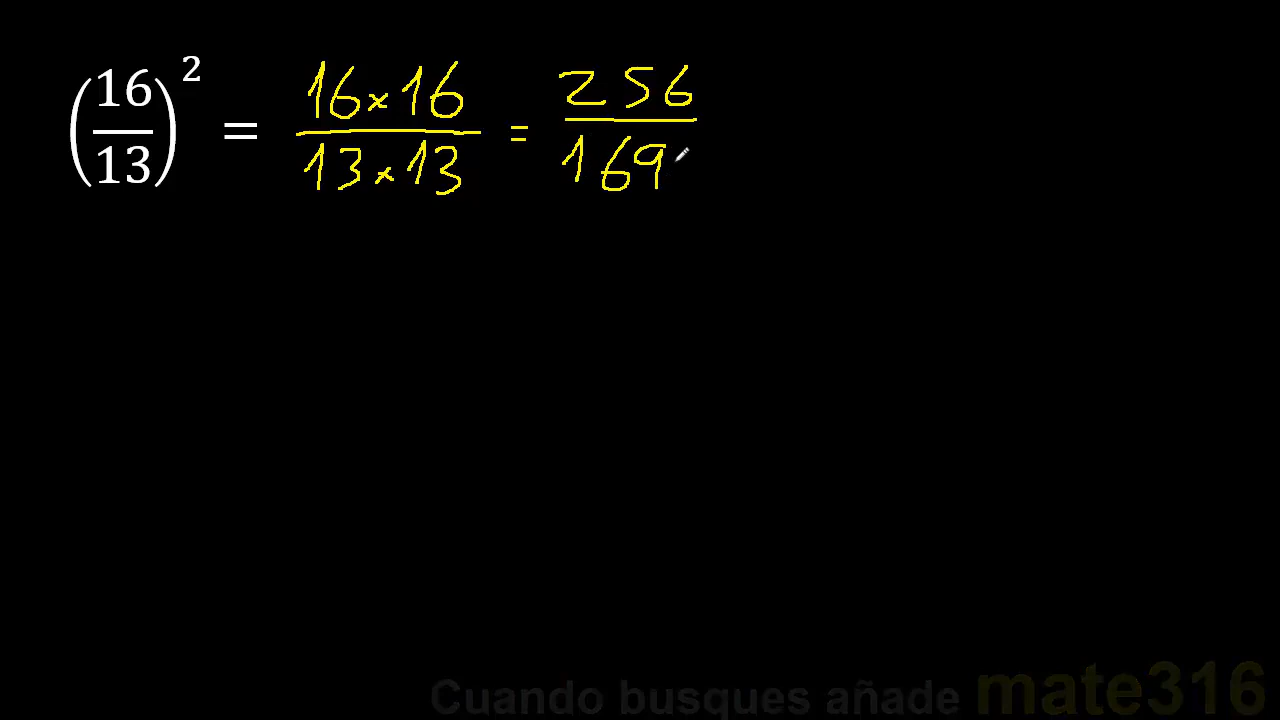 (16/13)² = 16×16/13×13 = 256/169
Cuando busques añade mate316